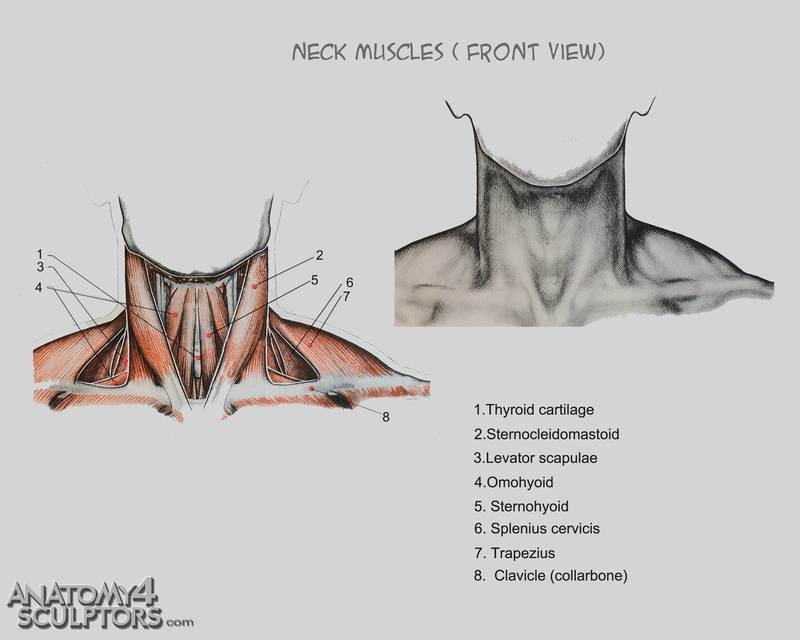 NECK MUSCLES ( FRONT VIEW)
1
3
4
2
5
6
7
8
1.Thyroid cartilage
2.Sternocleidomastoid
3.Levator scapulae
4.Omohyoid
5. Sternohyoid
6. Splenius cervicis
7. Trapezius
8. Clavicle (collarbone)
ANATOMY4
SCULPTORS.com